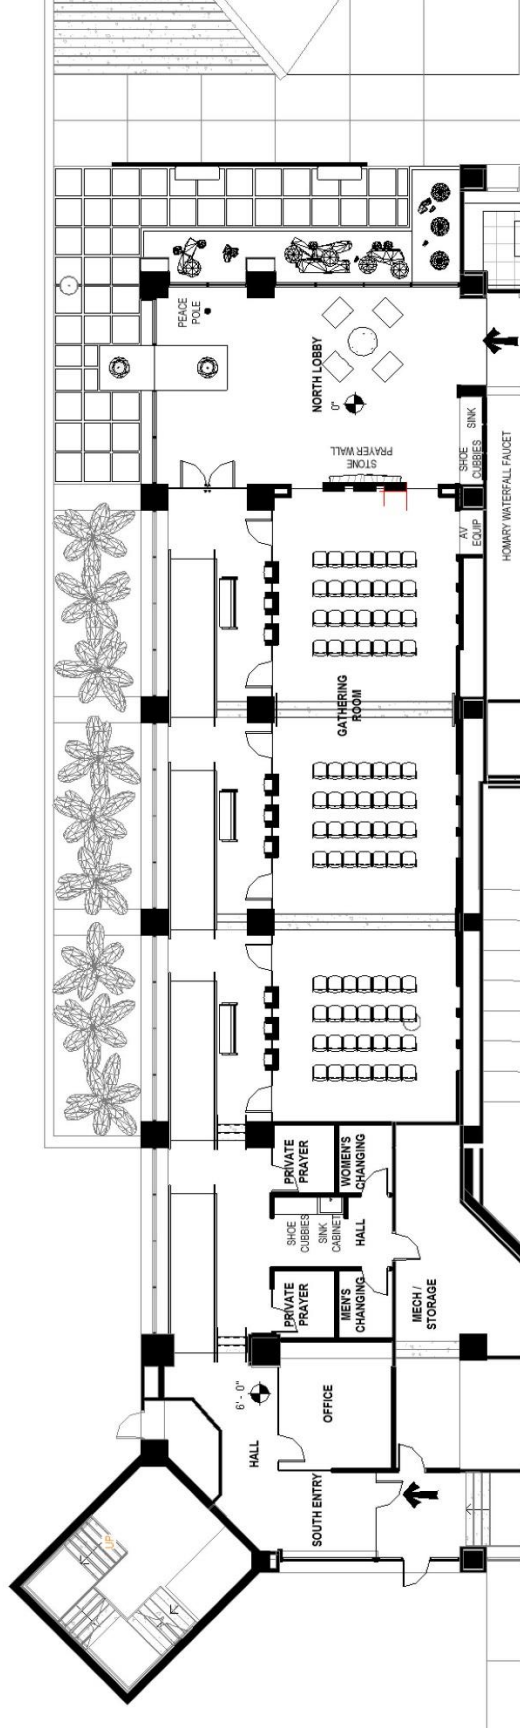 PEACE
POLE
NORTH LOBBY
0"
STONE
PRAYER WALL
SHOE
CUBBIES
SINK
AV
EQUIP
HOMARY WATERFALL FAUCET
GATHERING
ROOM
PRIVATE
PRAYER
WOMEN'S
CHANGING
SHOE
CUBBIES
SINK
CABINET
HALL
PRIVATE
PRAYER
MEN'S
CHANGING
MECH /
STORAGE
6' - 0"
HALL
OFFICE
SOUTH ENTRY
UP